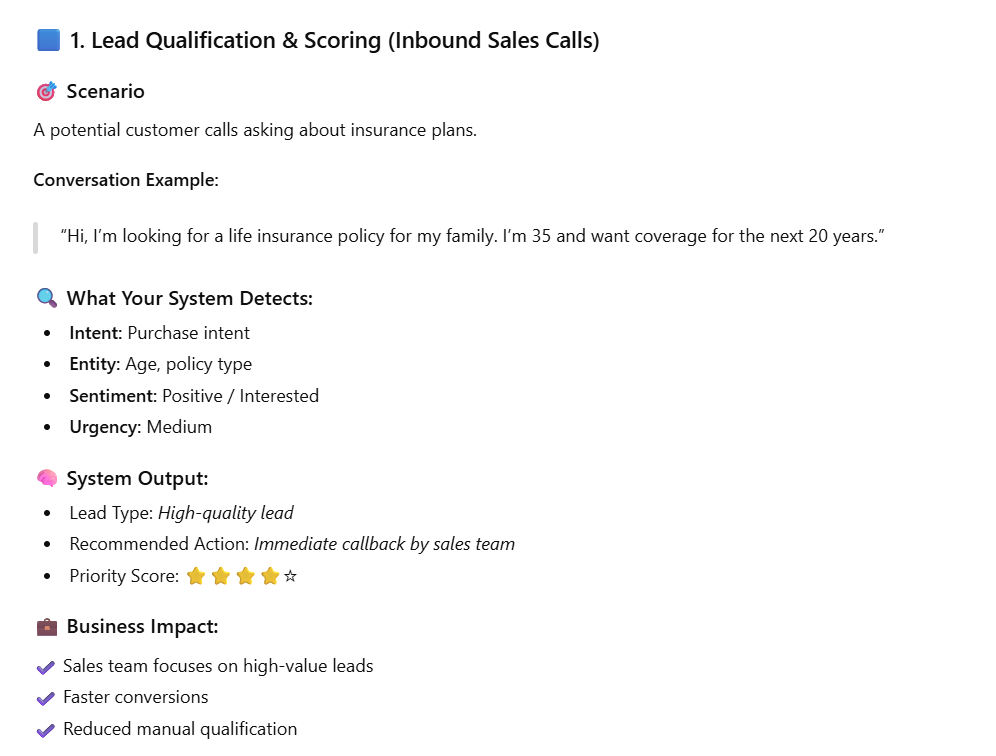 🟦 1. Lead Qualification & Scoring (Inbound Sales Calls)
🎯 Scenario
A potential customer calls asking about insurance plans.
Conversation Example:
“Hi, I’m looking for a life insurance policy for my family. I’m 35 and want coverage for the next 20 years.”
🔍 What Your System Detects:
• Intent: Purchase intent
• Entity: Age, policy type
• Sentiment: Positive / Interested
• Urgency: Medium
🧠 System Output:
• Lead Type: High-quality lead
• Recommended Action: Immediate callback by sales team
• Priority Score: ⭐⭐⭐⭐☆
💼 Business Impact:
✔ Sales team focuses on high-value leads
✔ Faster conversions
✔ Reduced manual qualification